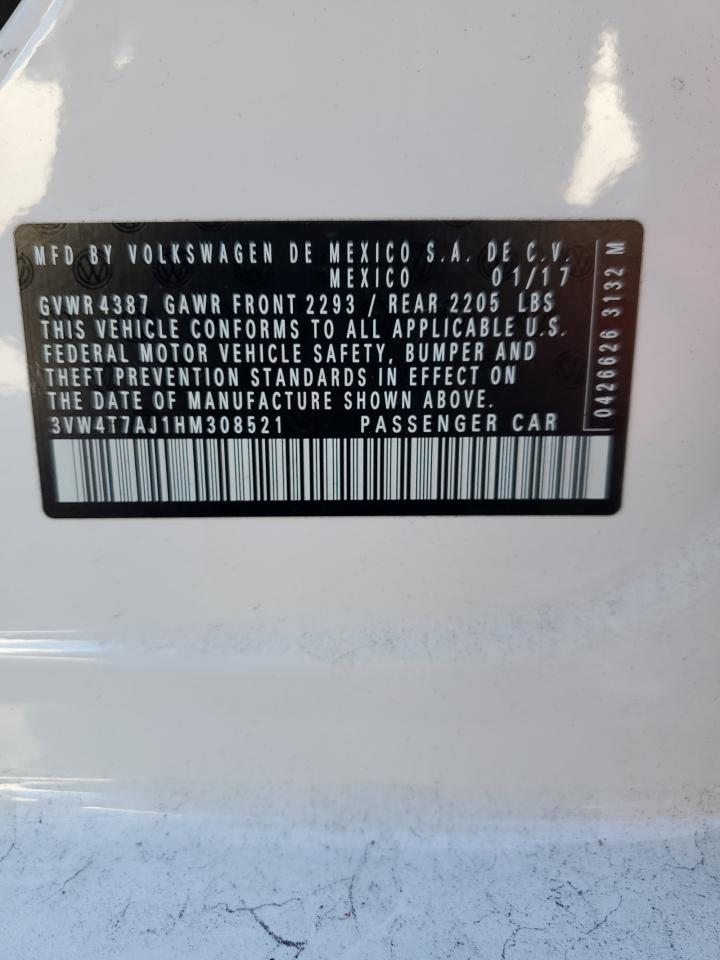 MFD BY VOLKSWAGEN DE MEXICO S.A. DE C.V.
MEXICO 01/17
GVWR 4387 GAWR FRONT 2293 / REAR 2205 LBS
THIS VEHICLE CONFORMS TO ALL APPLICABLE U.S.
FEDERAL MOTOR VEHICLE SAFETY, BUMPER AND
THEFT PREVENTION STANDARDS IN EFFECT ON
THE DATE OF MANUFACTURE SHOWN ABOVE.
3VW4T7AJ1HM308521 PASSENGER CAR
0426626 3132 M